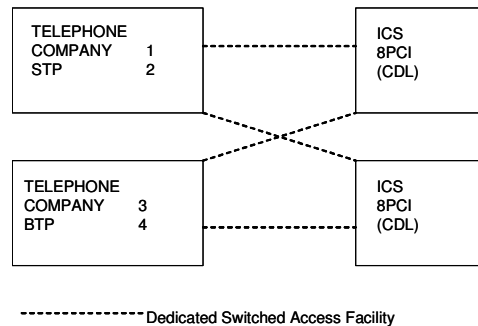 TELEPHONE
COMPANY 1
STP 2
ICS
8PCI
(CDL)
TELEPHONE
COMPANY 3
BTP 4
ICS
8PCI
(CDL)
Dedicated Switched Access Facility